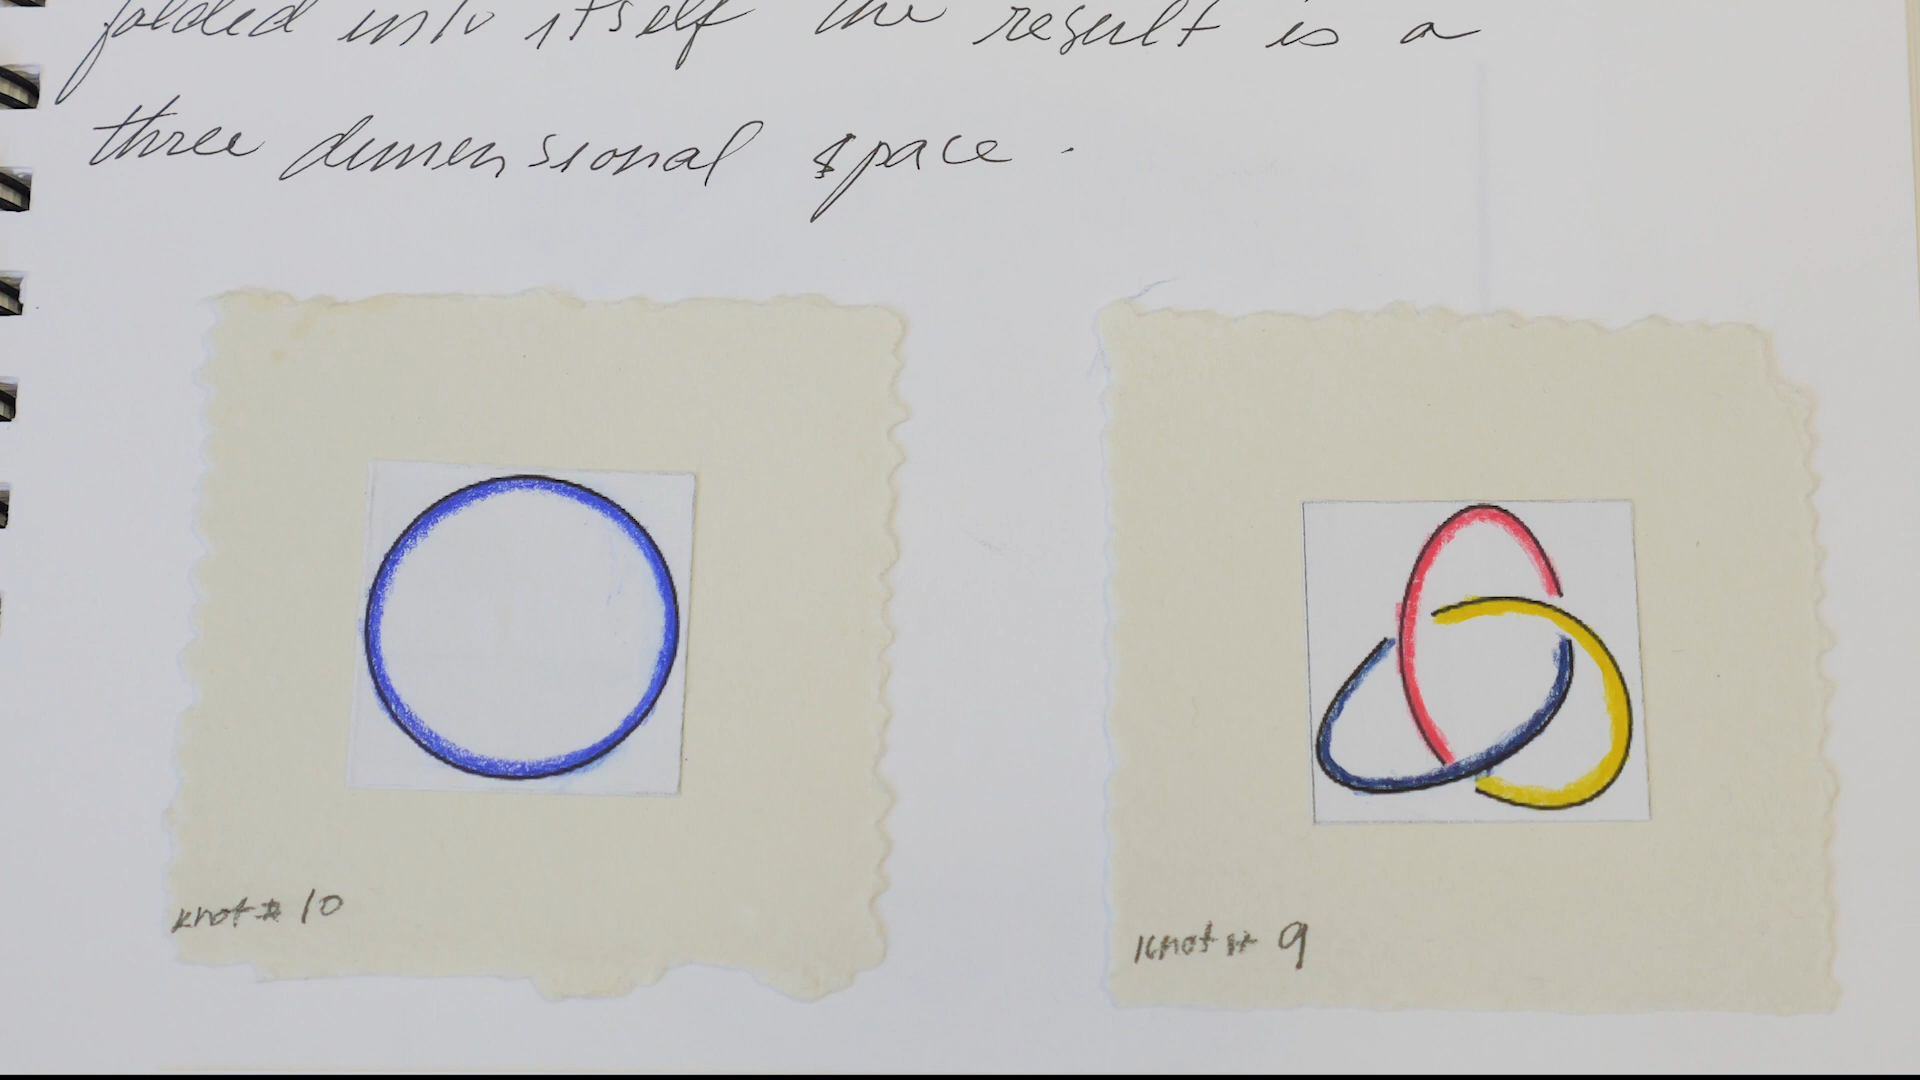 folded into itself the result is a
three dimensional space.
knot # 10
Knot # 9